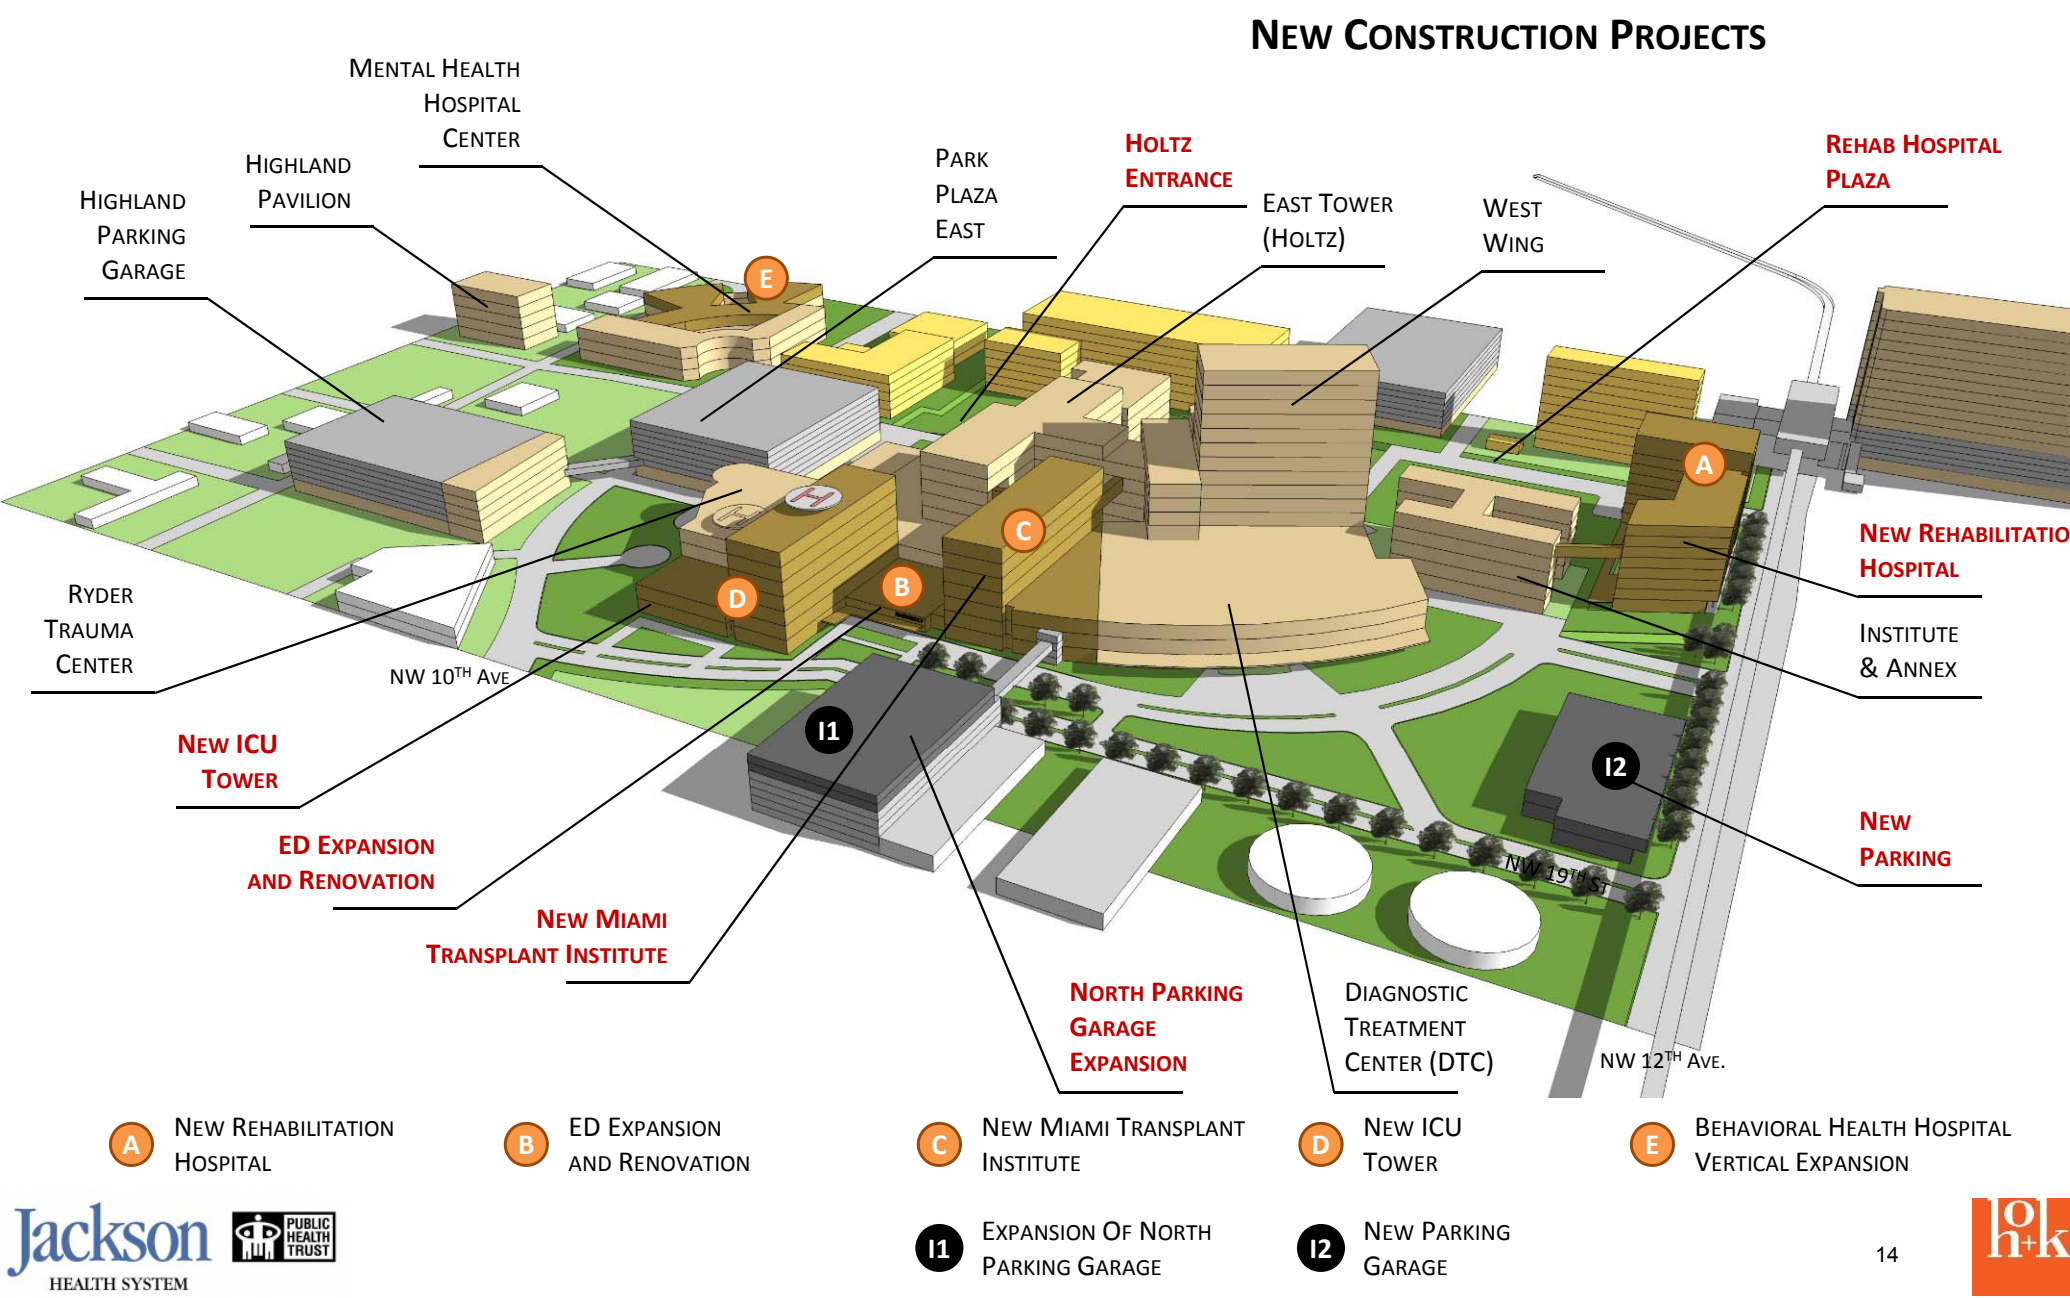 NEW CONSTRUCTION PROJECTS
MENTAL HEALTH
HOSPITAL
CENTER
HIGHLAND
PAVILION
HIGHLAND
PARKING
GARAGE
PARK
PLAZA
EAST
HOLTZ
ENTRANCE
EAST TOWER
(HOLTZ)
WEST
WING
REHAB HOSPITAL
PLAZA
E
A
C
B
D
H
H
NEW REHABILITATIO
HOSPITAL
INSTITUTE
& ANNEX
RYDER
TRAUMA
CENTER
NW 10TH AVE
I1
I2
NEW ICU
TOWER
ED EXPANSION
AND RENOVATION
NEW MIAMI
TRANSPLANT INSTITUTE
NEW
PARKING
NW 19TH ST
NORTH PARKING
GARAGE
EXPANSION
DIAGNOSTIC
TREATMENT
CENTER (DTC)
NW 12TH AVE.
A NEW REHABILITATION
HOSPITAL
B ED EXPANSION
AND RENOVATION
C NEW MIAMI TRANSPLANT
INSTITUTE
D NEW ICU
TOWER
E BEHAVIORAL HEALTH HOSPITAL
VERTICAL EXPANSION
I1 EXPANSION OF NORTH
PARKING GARAGE
I2 NEW PARKING
GARAGE
Jackson
HEALTH SYSTEM
PUBLIC
HEALTH
TRUST
14
hok